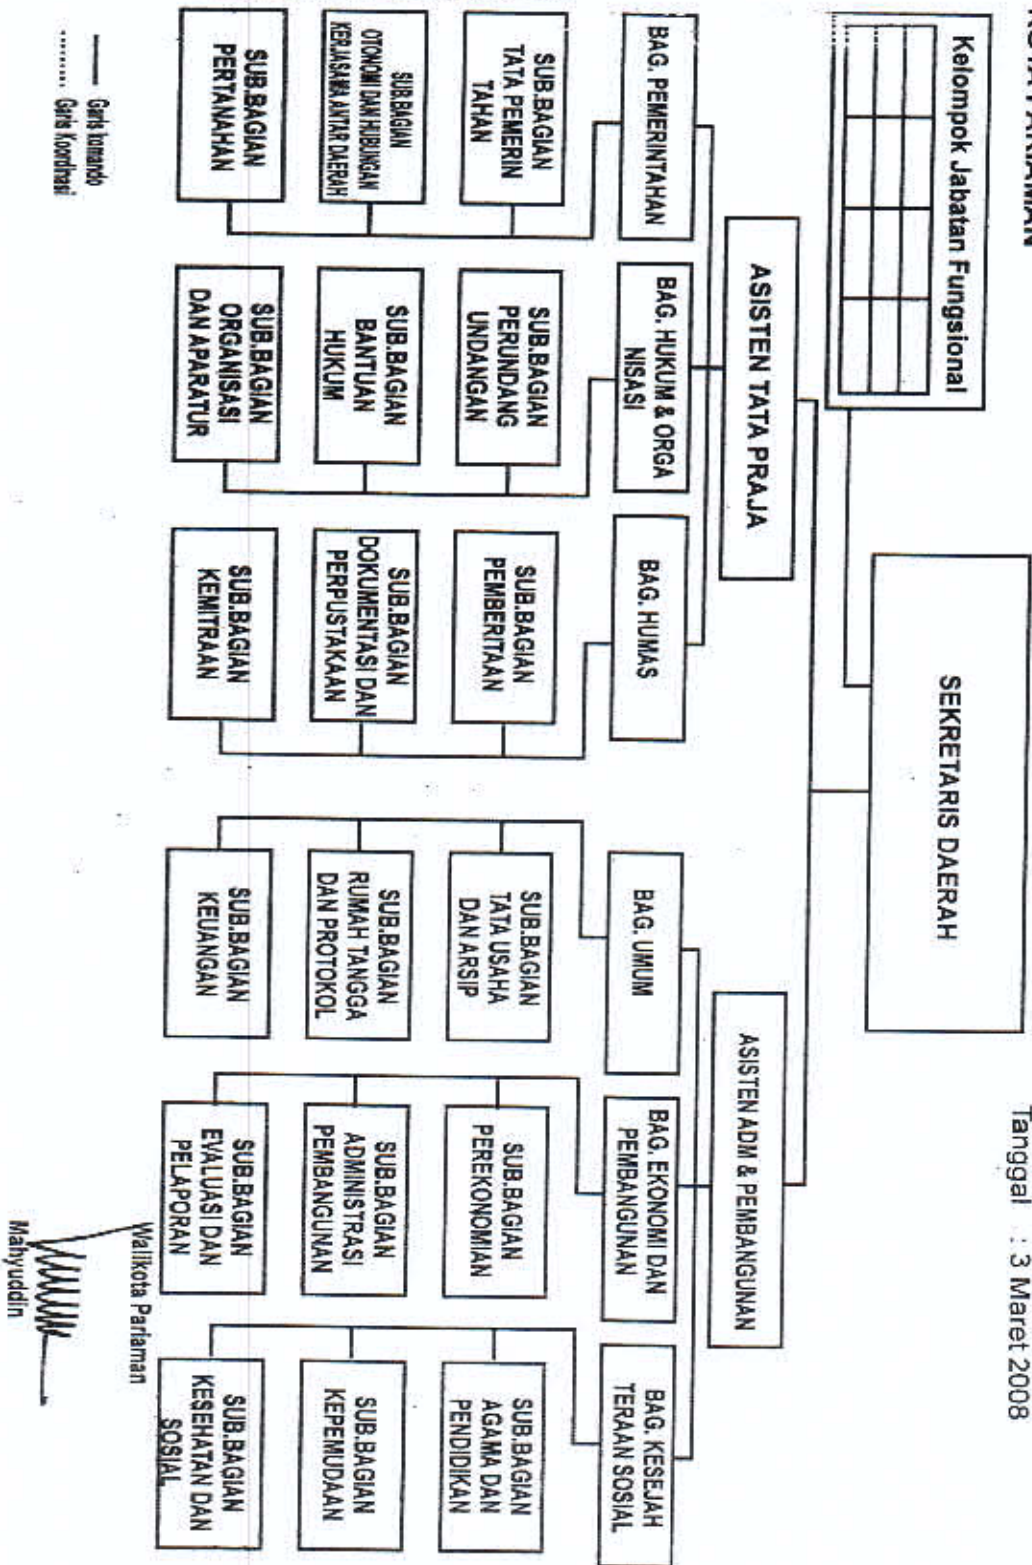 KOTA PARIAMAN
Tanggal : 3 Maret 2008
Kelompok Jabatan Fungsional
SEKRETARIS DAERAH
ASISTEN TATA PRAJA
ASISTEN ADM & PEMBANGUNAN
BAG. PEMERINTAHAN
BAG. HUKUM & ORGA
NISASI
BAG. HUMAS
BAG. UMUM
BAG. EKONOMI DAN
PEMBANGUNAN
BAG. KESEJAH
TERAAN SOSIAL
SUB.BAGIAN
TATA PEMERIN
TAHAN
SUB.BAGIAN
PERUNDANG
UNDANGAN
SUB.BAGIAN
PEMBERITAAN
SUB.BAGIAN
TATA USAHA
DAN ARSIP
SUB.BAGIAN
PEREKONOMIAN
SUB.BAGIAN
AGAMA DAN
PENDIDIKAN
SUB.BAGIAN
OTONOMI DAN HUBUNGAN
KERJASAMA ANTAR DAERAH
SUB.BAGIAN
BANTUAN
HUKUM
SUB.BAGIAN
DOKUMENTASI DAN
PERPUSTAKAAN
SUB.BAGIAN
RUMAH TANGGA
DAN PROTOKOL
SUB.BAGIAN
ADMINISTRASI
PEMBANGUNAN
SUB.BAGIAN
KEPEMUDAAN
SUB.BAGIAN
PERTANAHAN
SUB.BAGIAN
ORGANISASI
DAN APARATUR
SUB.BAGIAN
KEMITRAAN
SUB.BAGIAN
KEUANGAN
SUB.BAGIAN
EVALUASI DAN
PELAPORAN
SUB.BAGIAN
KESEHATAN DAN
SOSIAL
Garis komando
Garis Koordinasi
Walikota Pariaman
Mahyuddin